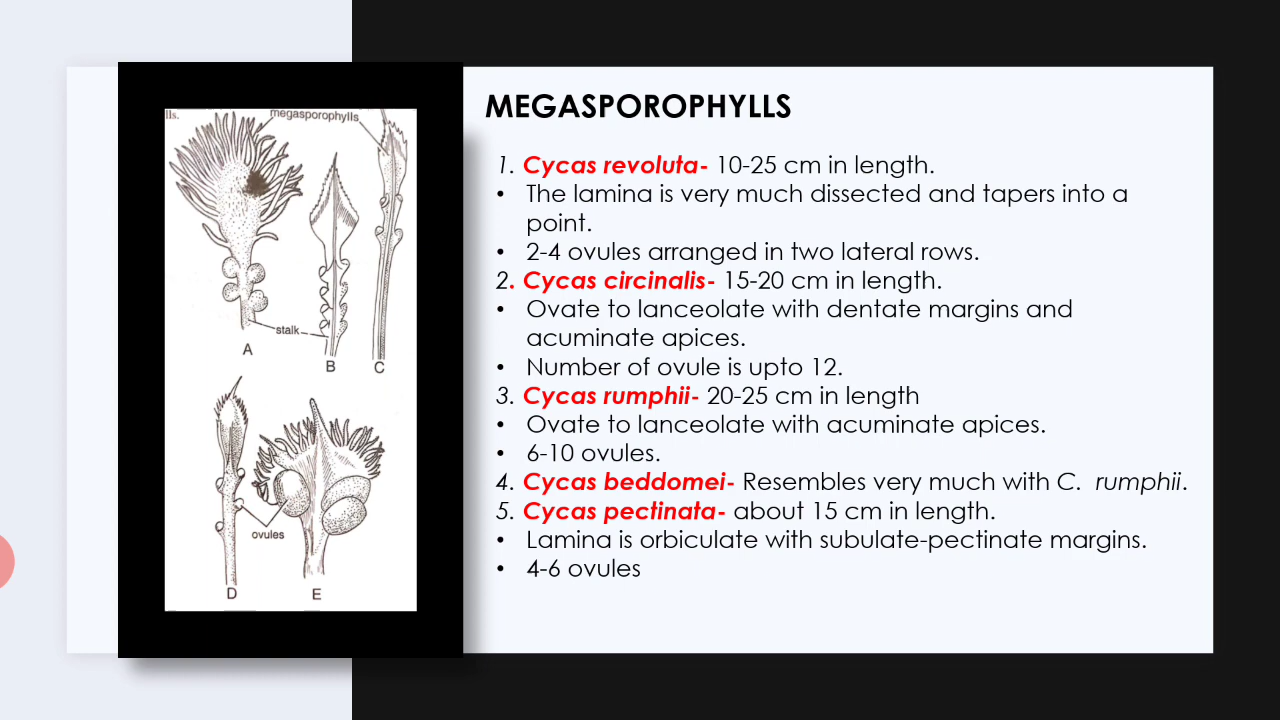 lls.
megasporophylls
stalk
A
B
C
ovules
D
E
MEGASPOROPHYLLS
1. Cycas revoluta- 10-25 cm in length.
• The lamina is very much dissected and tapers into a
point.
• 2-4 ovules arranged in two lateral rows.
2. Cycas circinalis- 15-20 cm in length.
• Ovate to lanceolate with dentate margins and
acuminate apices.
• Number of ovule is upto 12.
3. Cycas rumphii- 20-25 cm in length
• Ovate to lanceolate with acuminate apices.
• 6-10 ovules.
4. Cycas beddomei- Resembles very much with C. rumphii.
5. Cycas pectinata- about 15 cm in length.
• Lamina is orbiculate with subulate-pectinate margins.
• 4-6 ovules